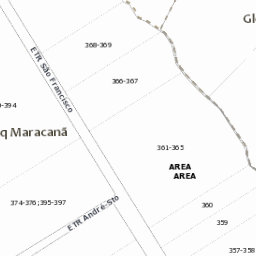 Gl
368-369
E TR São Francisco
366-367
-394
q Maracanã
361-365
AREA
AREA
374-376;395-397
E TR André-Sto
360
359
357-358